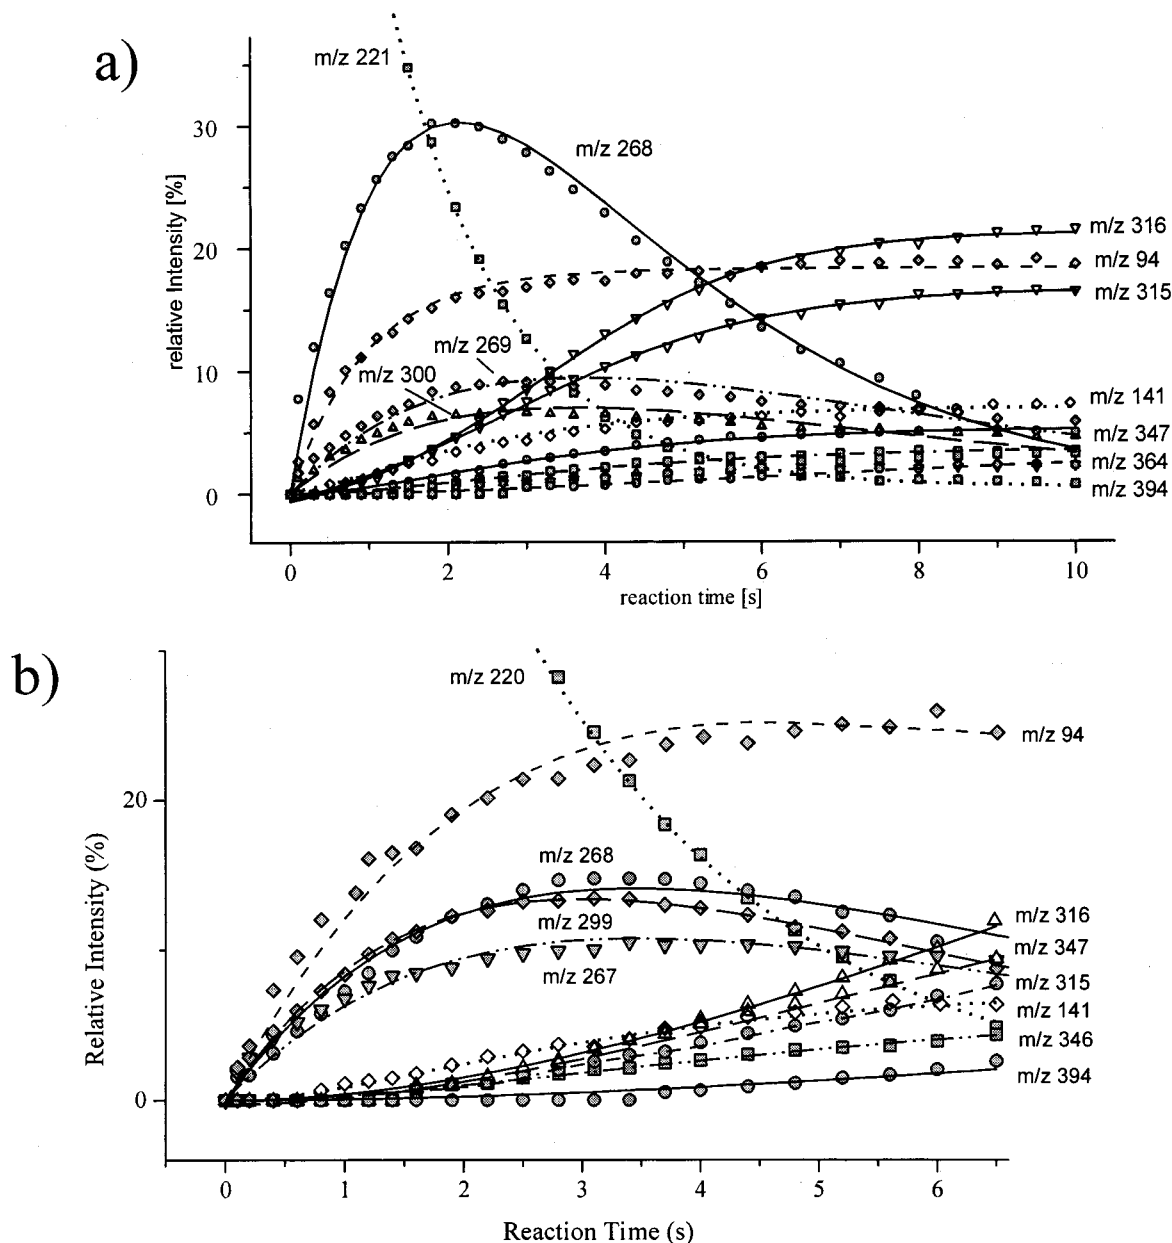 a)
m/z 221
30
m/z 268
relative Intensity [%]
m/z 316
20
m/z 94
m/z 315
m/z 269
m/z 300
10
m/z 141
m/z 347
m/z 364
0
m/z 394
0 2 4 6 8 10
reaction time [s]
b)
m/z 220
m/z 94
20
m/z 268
Relative Intensity (%)
m/z 299
m/z 316
m/z 347
m/z 267
m/z 315
m/z 141
m/z 346
m/z 394
0
0 1 2 3 4 5 6
Reaction Time (s)